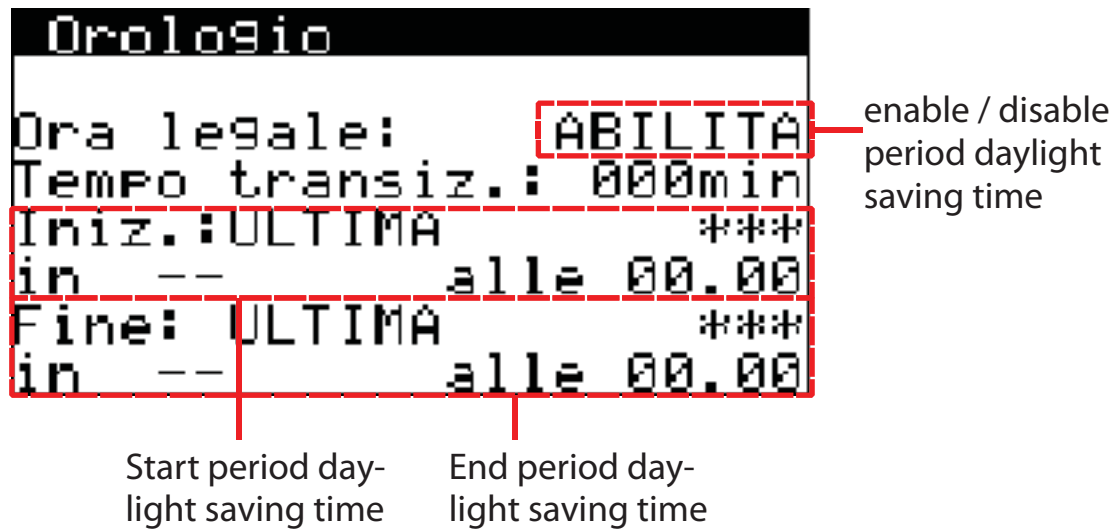 Orologio
Ora legale: ABILITA
Tempo transiz.: 000min
Iniz.:ULTIMA ***
in -- alle 00.00
Fine: ULTIMA ***
in -- alle 00.00
enable / disable
period daylight
saving time
Start period day-
light saving time
End period day-
light saving time